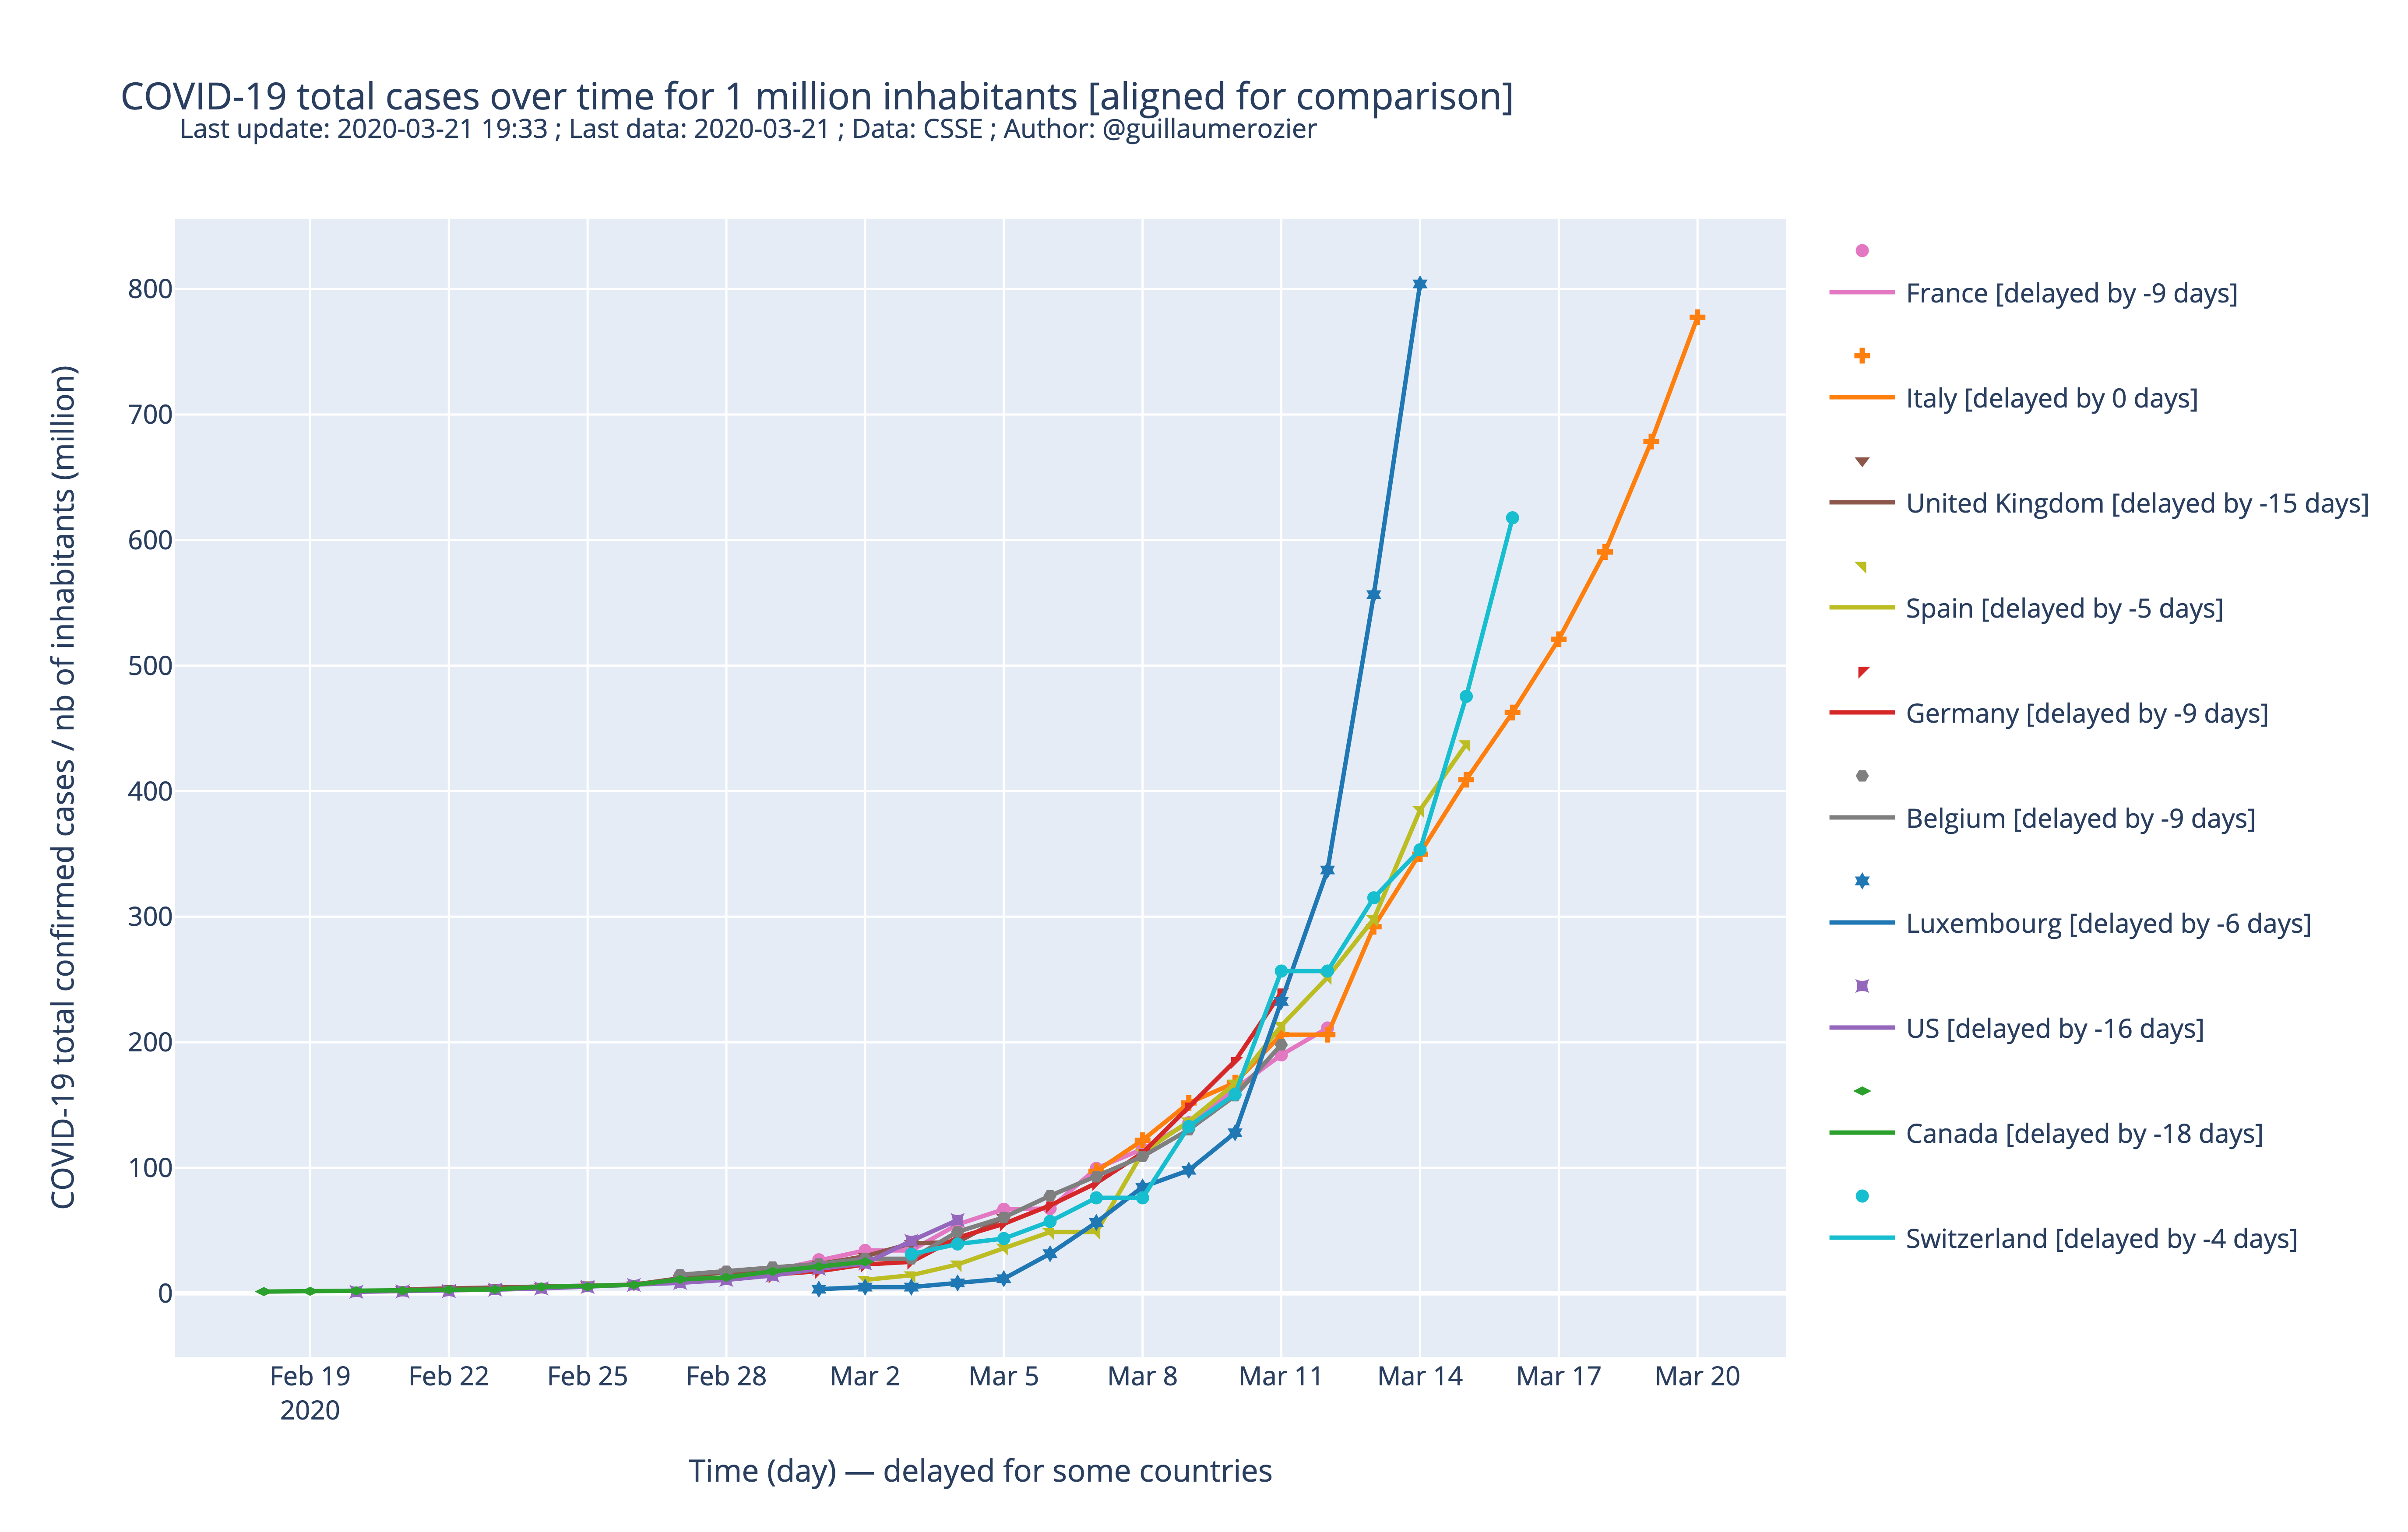 COVID-19 total cases over time for 1 million inhabitants [aligned for comparison]
Last update: 2020-03-21 19:33 ; Last data: 2020-03-21 ; Data: CSSE ; Author: @guillaumerozier
COVID-19 total confirmed cases / nb of inhabitants (million)
800
700
600
500
400
300
200
100
0
Feb 19
2020
Feb 22
Feb 25
Feb 28
Mar 2
Mar 5
Mar 8
Mar 11
Mar 14
Mar 17
Mar 20
Time (day) — delayed for some countries
France [delayed by -9 days]
Italy [delayed by 0 days]
United Kingdom [delayed by -15 days]
Spain [delayed by -5 days]
Germany [delayed by -9 days]
Belgium [delayed by -9 days]
Luxembourg [delayed by -6 days]
US [delayed by -16 days]
Canada [delayed by -18 days]
Switzerland [delayed by -4 days]